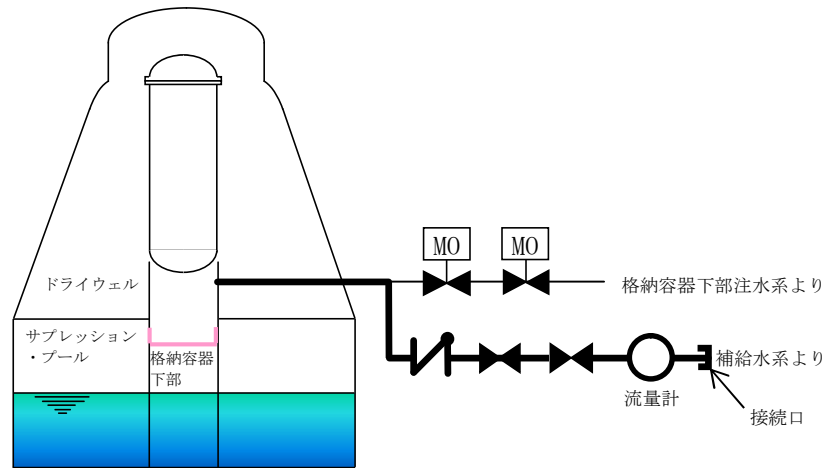 MO
MO
ドライウェル
格納容器下部注水系より
サプレッション
・プール
格納容器
下部
補給水系より
流量計
接続口